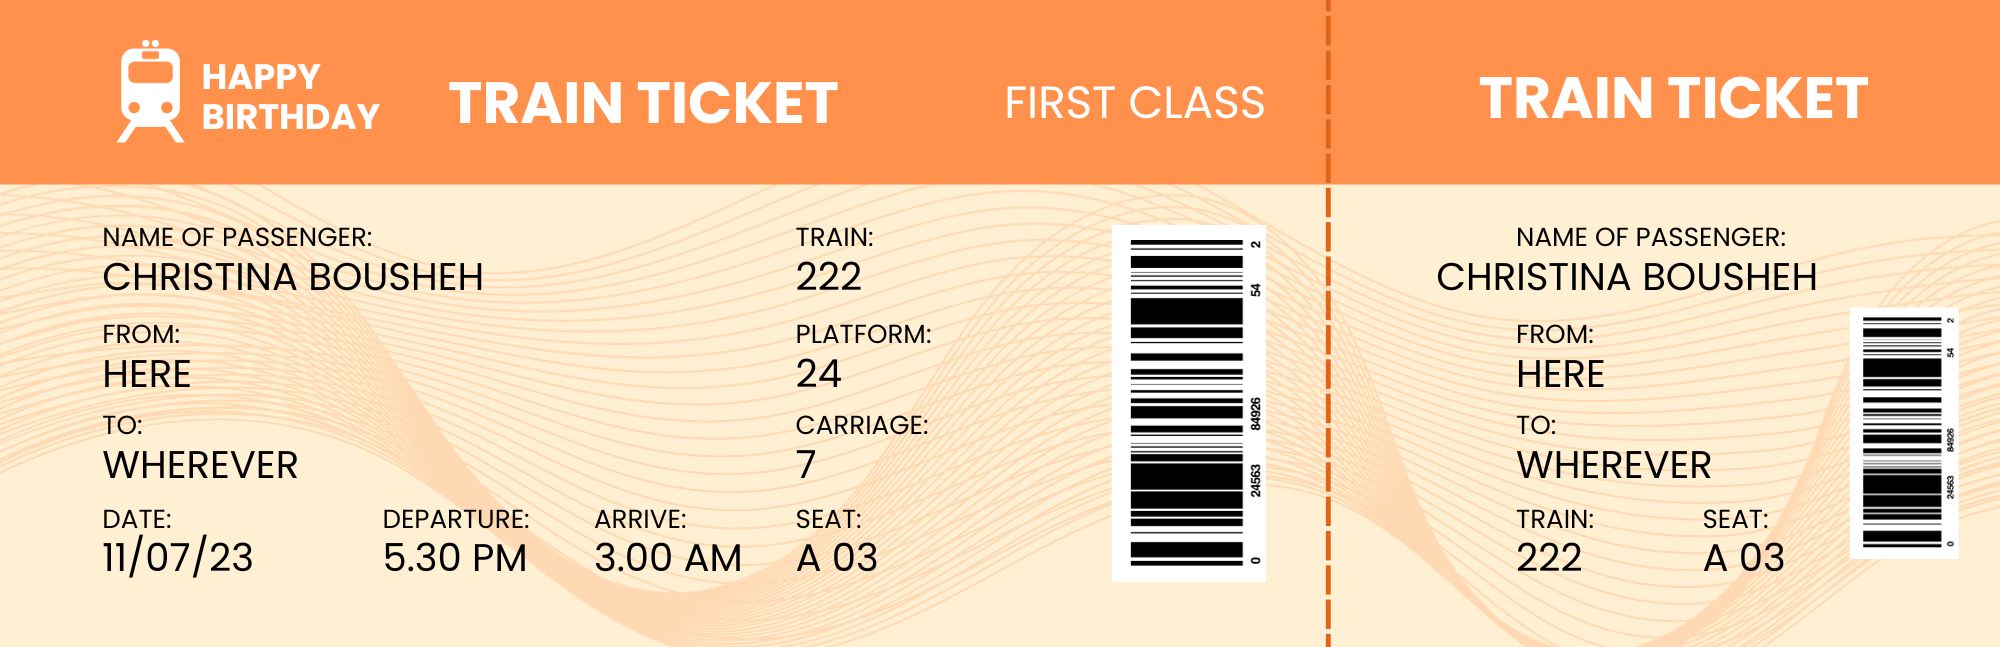 HAPPY
BIRTHDAY
TRAIN TICKET
FIRST CLASS
NAME OF PASSENGER:
CHRISTINA BOUSHEH
FROM:
HERE
TO:
WHEREVER
DATE:
11/07/23
DEPARTURE:
5.30 PM
ARRIVE:
3.00 AM
TRAIN:
222
PLATFORM:
24
CARRIAGE:
7
SEAT:
A 03
0 24563 84926 54 2
TRAIN TICKET
NAME OF PASSENGER:
CHRISTINA BOUSHEH
FROM:
HERE
TO:
WHEREVER
TRAIN:
222
SEAT:
A 03
0 24563 84926 54 2